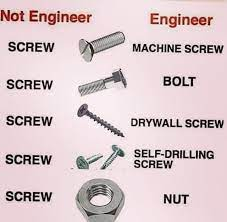 Not Engineer Engineer
SCREW MACHINE SCREW
SCREW BOLT
SCREW DRYWALL SCREW
SCREW SELF-DRILLING
SCREW
SCREW NUT